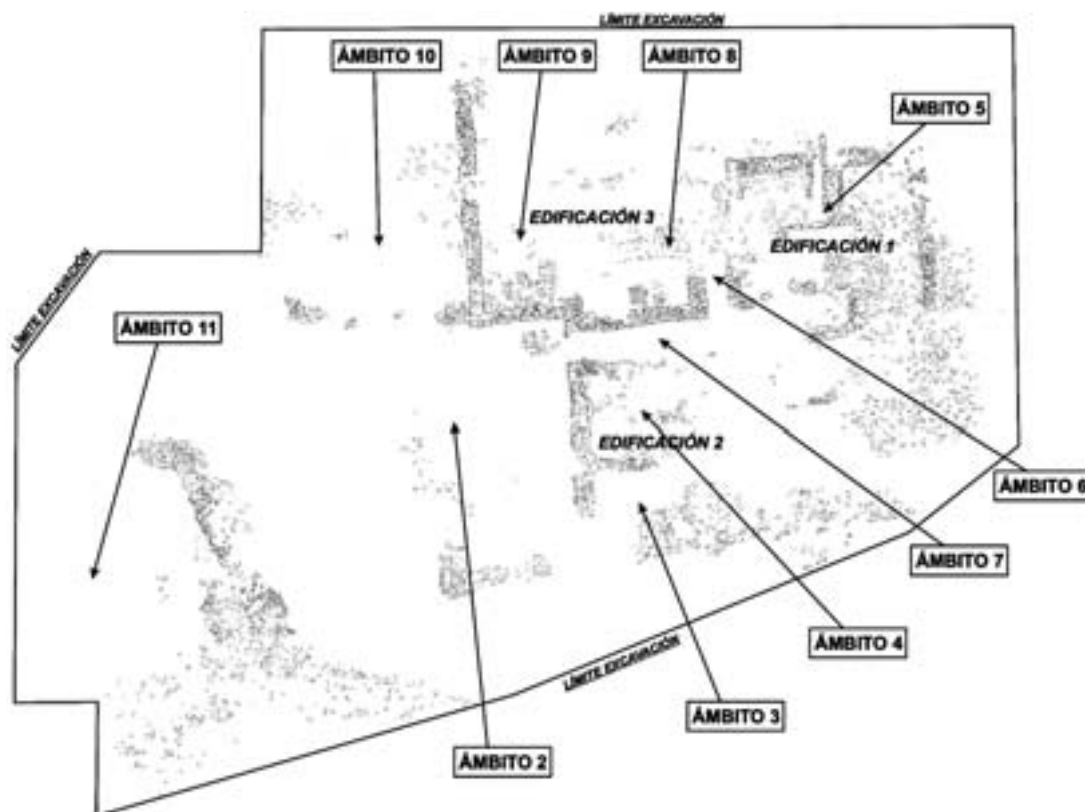 LÍMITE EXCAVACIÓN
ÁMBITO 10
ÁMBITO 9
ÁMBITO 8
ÁMBITO 5
EDIFICACIÓN 3
EDIFICACIÓN 1
LÍMITE EXCAVACIÓN
ÁMBITO 11
EDIFICACIÓN 2
ÁMBITO 6
ÁMBITO 7
ÁMBITO 4
LÍMITE EXCAVACIÓN
ÁMBITO 3
ÁMBITO 2